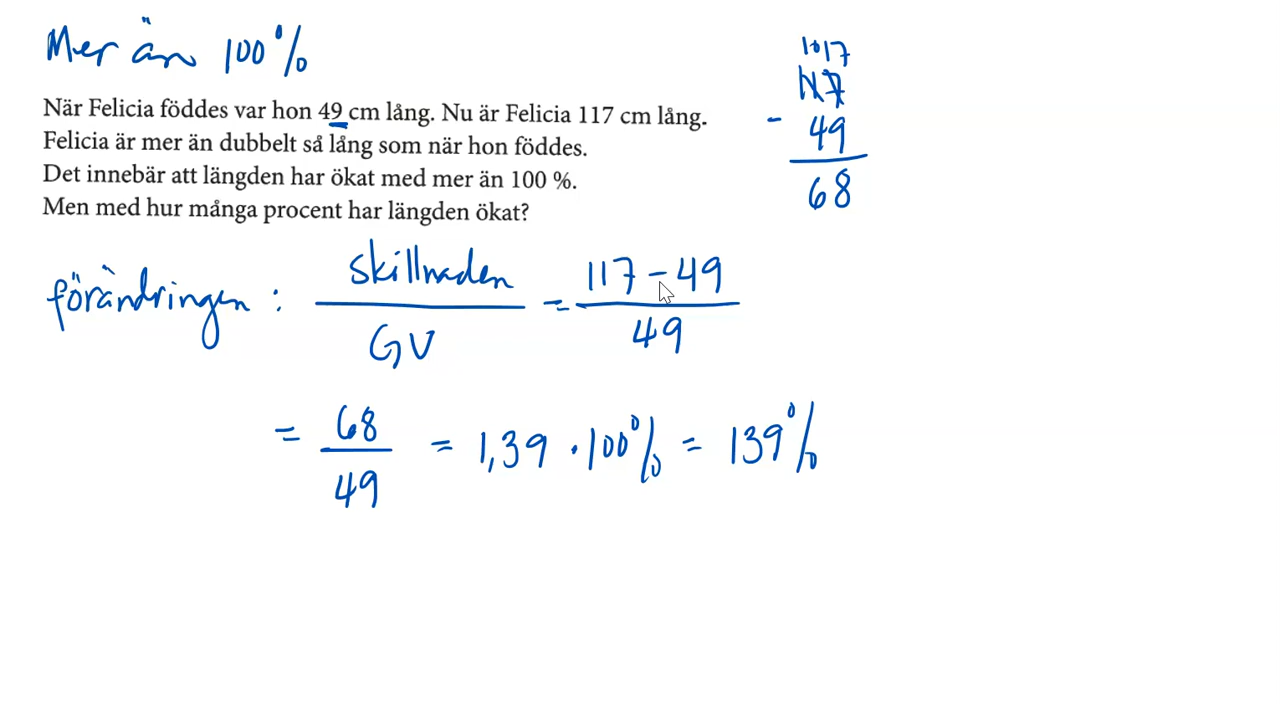 Mer än 100 %
När Felicia föddes var hon 49 cm lång. Nu är Felicia 117 cm lång.
Felicia är mer än dubbelt så lång som när hon föddes.
Det innebär att längden har ökat med mer än 100 %.
Men med hur många procent har längden ökat?
10 17
117
- 49
68
förändringen : skillnaden / GV = 117 - 49 / 49
= 68 / 49 = 1,39 · 100 % = 139 %